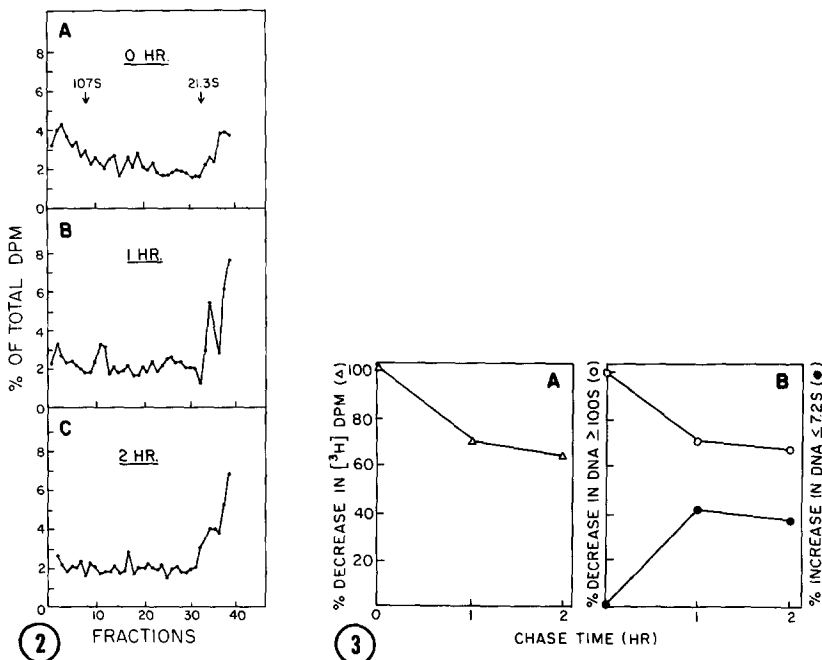 A
0 HR.
107S
21.3S
8
6
4
2
0
B
1 HR.
8
6
4
2
0
C
2 HR.
8
6
4
2
0
10 20 30 40
FRACTIONS
% OF TOTAL DPM
2
A
100
80
60
40
20
0 1 2
% DECREASE IN [³H] DPM (△)
B
1 2
% DECREASE IN DNA ≥ 100S (○)
% INCREASE IN DNA ≤ 7.2S (●)
CHASE TIME (HR)
3